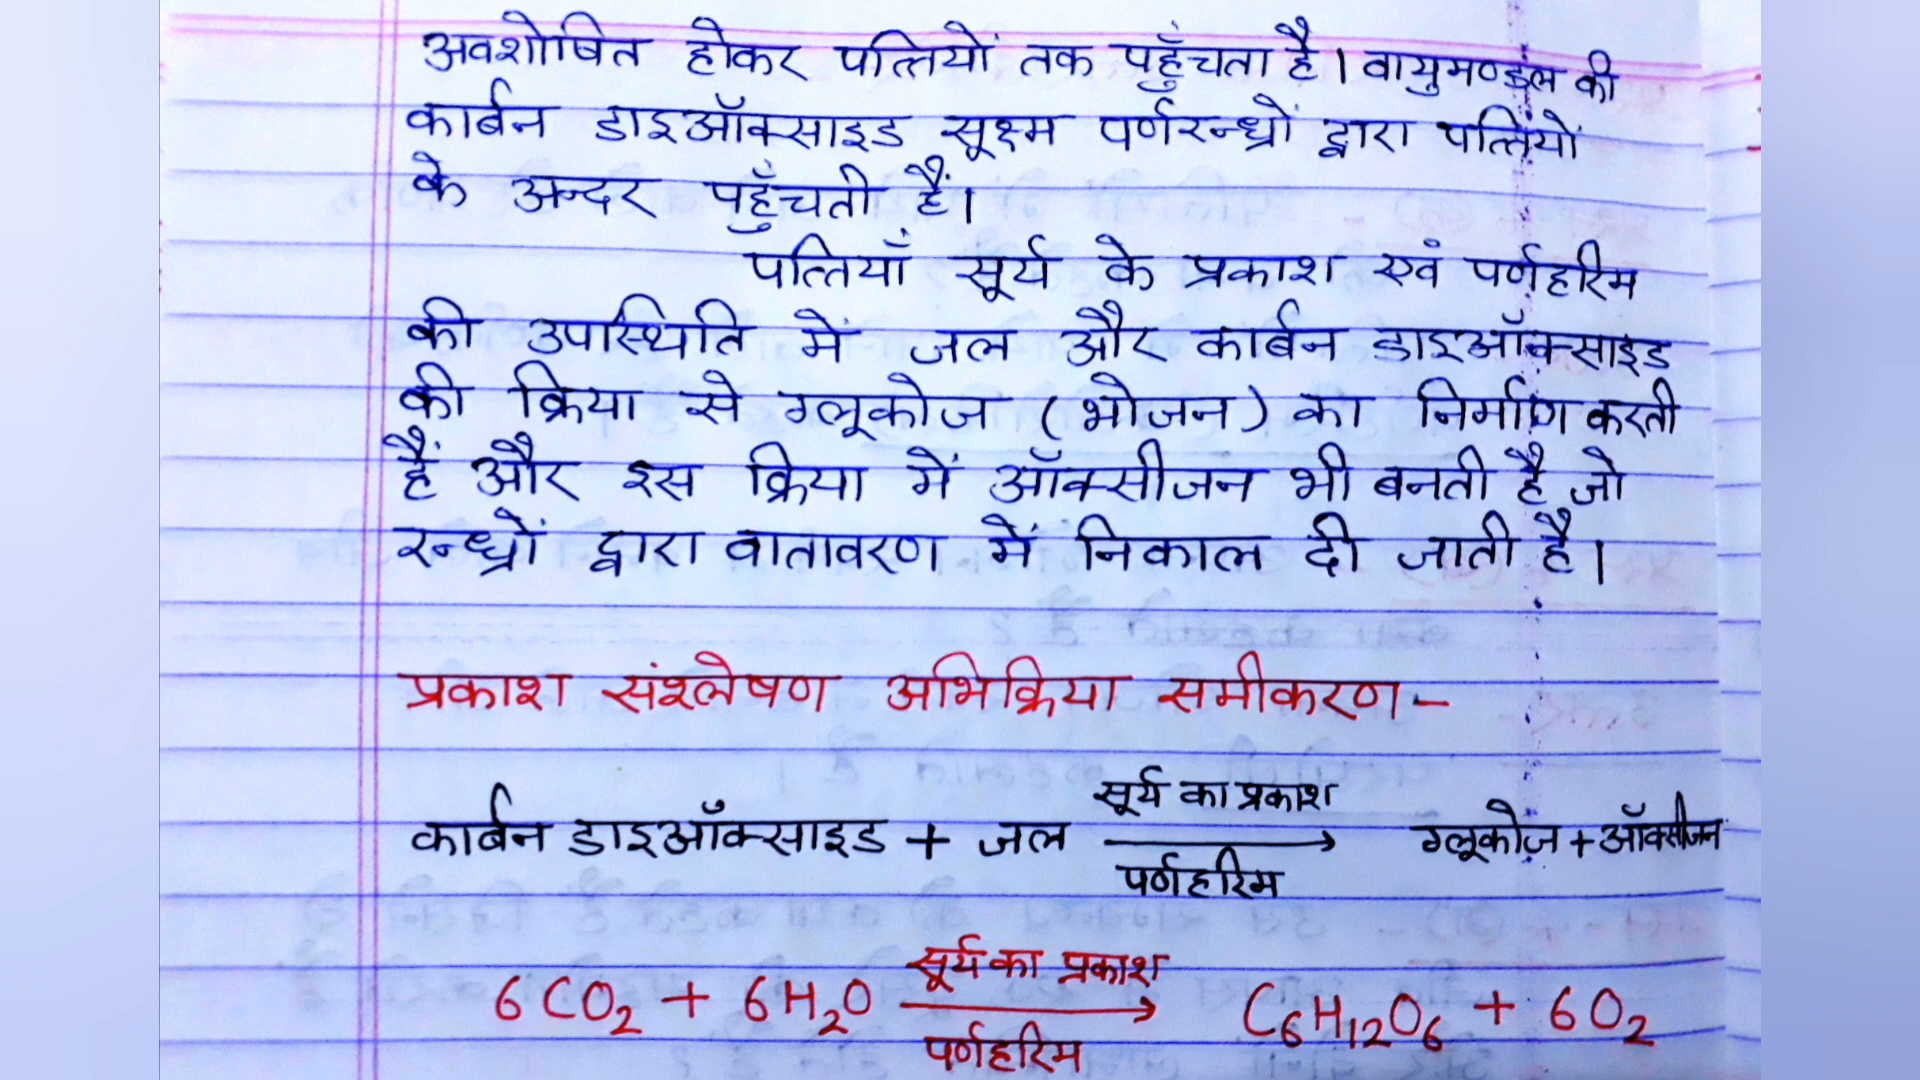 अवशोषित होकर पत्तियों तक पहुँचता है। वायुमण्डल की
कार्बन डाइऑक्साइड सूक्ष्म पर्णरन्ध्रों द्वारा पत्तियों
के अन्दर पहुँचती हैं।
पत्तियाँ सूर्य के प्रकाश एवं पर्णहरिम
की उपस्थिति में जल और कार्बन डाइऑक्साइड
की क्रिया से ग्लूकोज (भोजन) का निर्माण करती
हैं और इस क्रिया में ऑक्सीजन भी बनती है जो
रन्ध्रों द्वारा वातावरण में निकाल दी जाती है।
प्रकाश संश्लेषण अभिक्रिया समीकरण-
सूर्य का प्रकाश
कार्बन डाइऑक्साइड + जल ⟶ ग्लूकोज + ऑक्सीजन
पर्णहरिम
सूर्य का प्रकाश
6CO₂ + 6H₂O ⟶ C₆H₁₂O₆ + 6O₂
पर्णहरिम